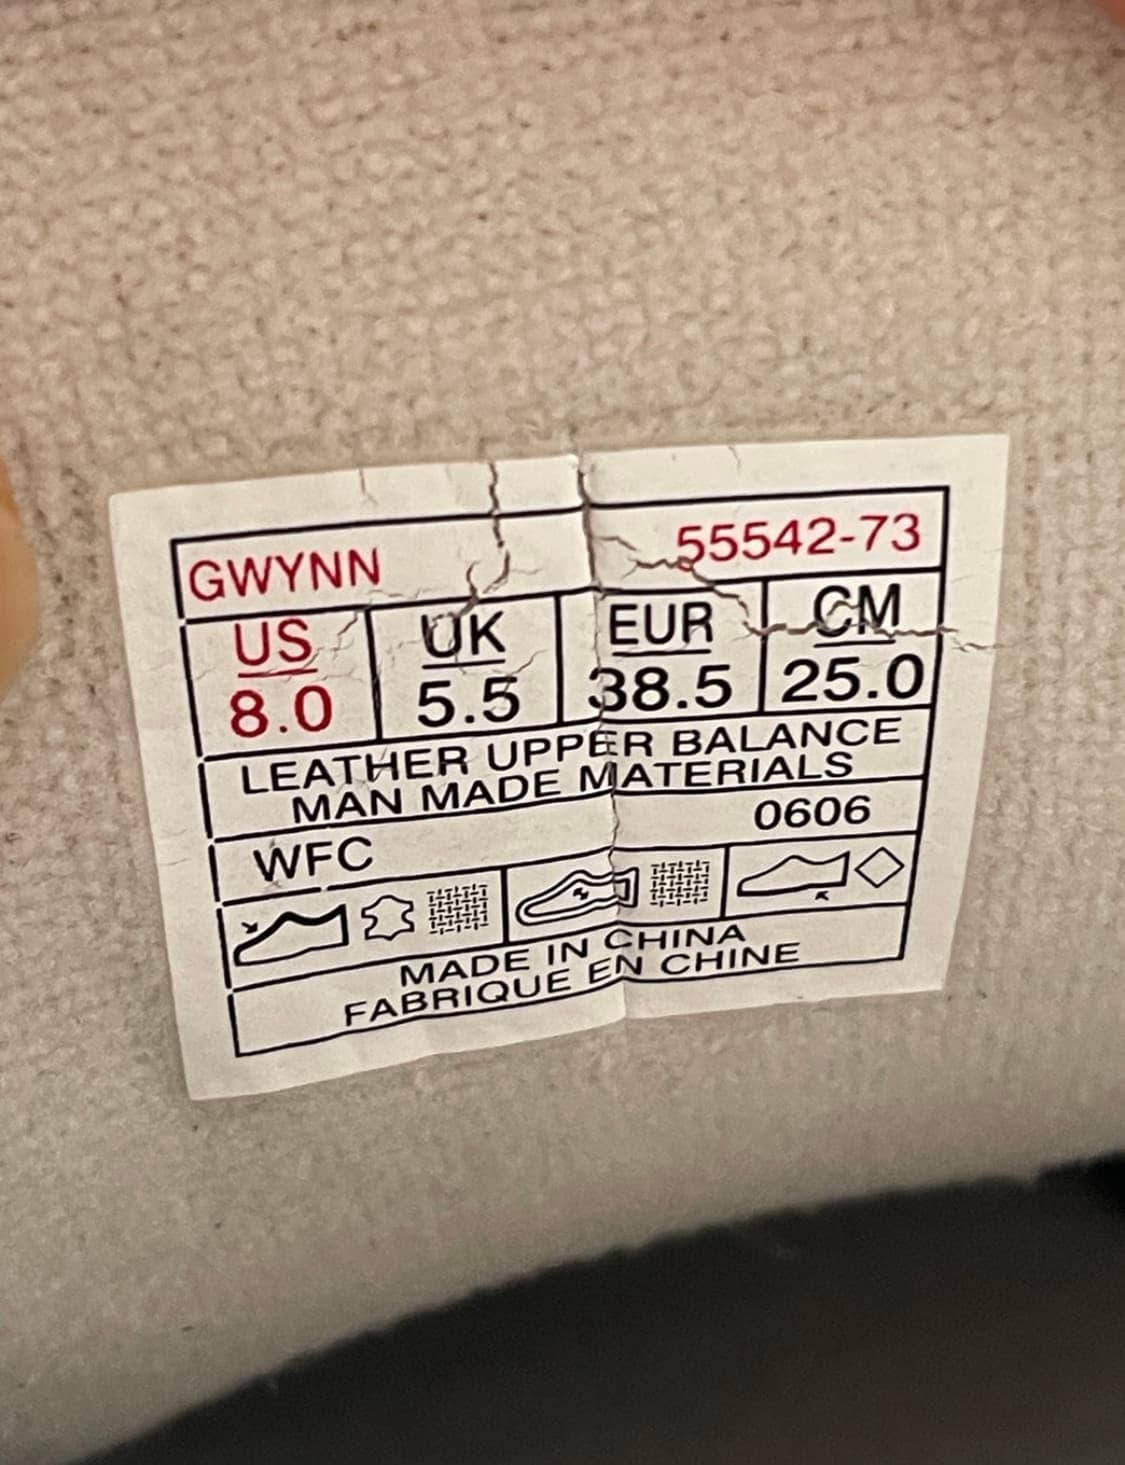 GWYNN 55542-73
US UK EUR CM
8.0 5.5 38.5 25.0
LEATHER UPPER BALANCE
MAN MADE MATERIALS
0606
WFC
MADE IN CHINA
FABRIQUE EN CHINE